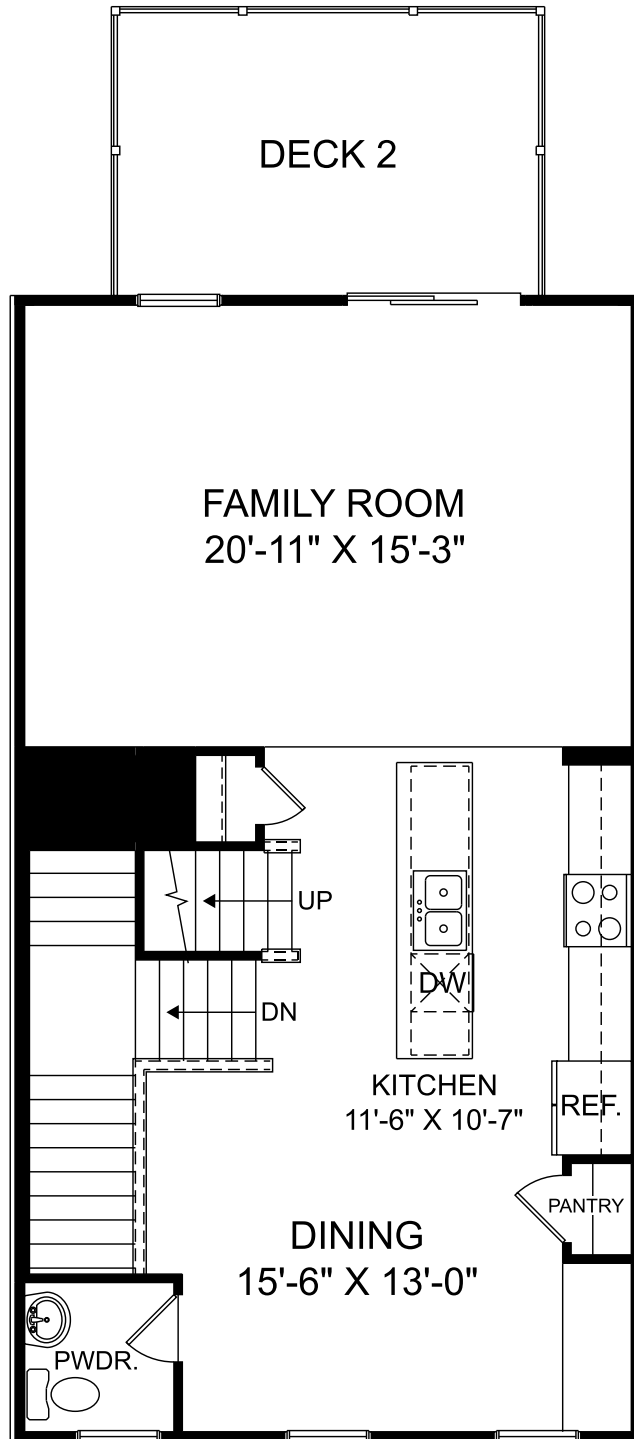 DECK 2
FAMILY ROOM
20'-11" X 15'-3"
UP
DW
DN
KITCHEN
11'-6" X 10'-7"
REF.
PANTRY
DINING
15'-6" X 13'-0"
PWDR.